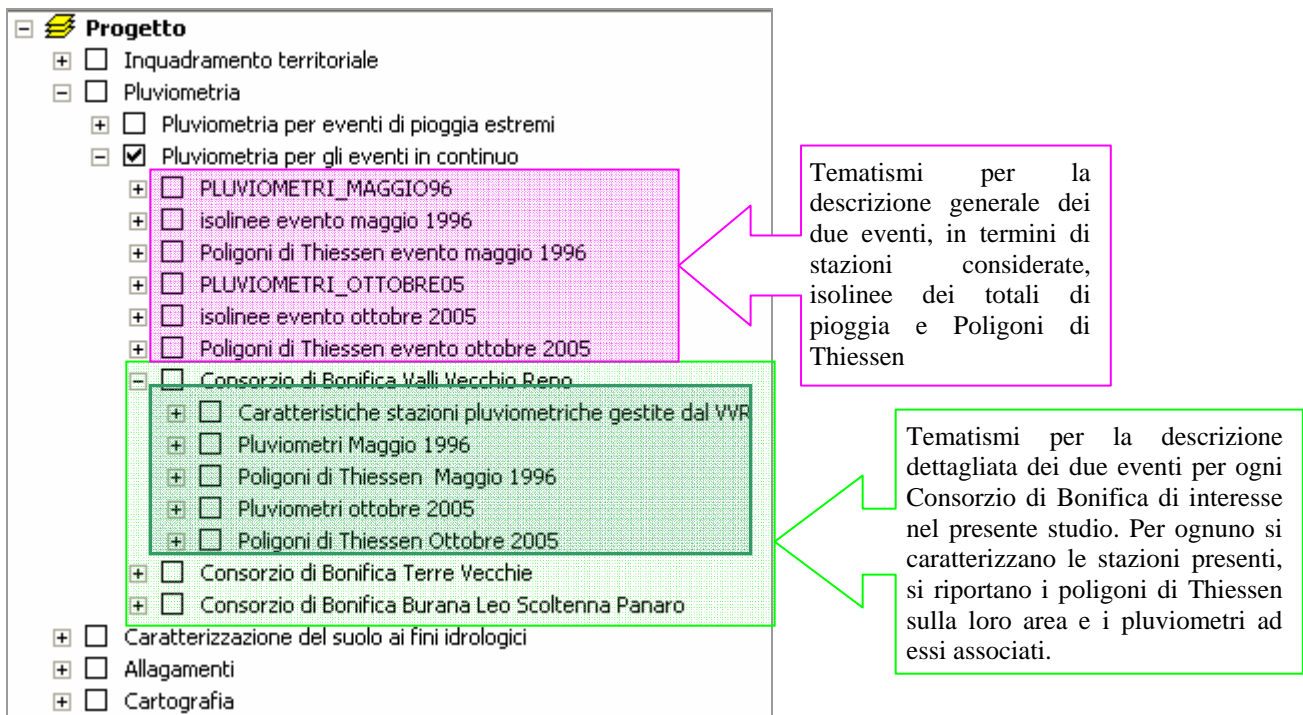 Progetto
Inquadramento territoriale
Pluviometria
Pluviometria per eventi di pioggia estremi
Pluviometria per gli eventi in continuo
PLUVIOMETRI_MAGGIO96
isolinee evento maggio 1996
Poligoni di Thiessen evento maggio 1996
PLUVIOMETRI_OTTOBRE05
isolinee evento ottobre 2005
Poligoni di Thiessen evento ottobre 2005
Consorzio di Bonifica Valli Vecchio Reno
Caratteristiche stazioni pluviometriche gestite dal VVR
Pluviometri Maggio 1996
Poligoni di Thiessen Maggio 1996
Pluviometri ottobre 2005
Poligoni di Thiessen Ottobre 2005
Consorzio di Bonifica Terre Vecchie
Consorzio di Bonifica Burana Leo Scoltenna Panaro
Caratterizzazione del suolo ai fini idrologici
Allagamenti
Cartografia
Tematismi per la
descrizione generale dei
due eventi, in termini di
stazioni considerate,
isolinee dei totali di
pioggia e Poligoni di
Thiessen
Tematismi per la descrizione
dettagliata dei due eventi per ogni
Consorzio di Bonifica di interesse
nel presente studio. Per ognuno si
caratterizzano le stazioni presenti,
si riportano i poligoni di Thiessen
sulla loro area e i pluviometri ad
essi associati.